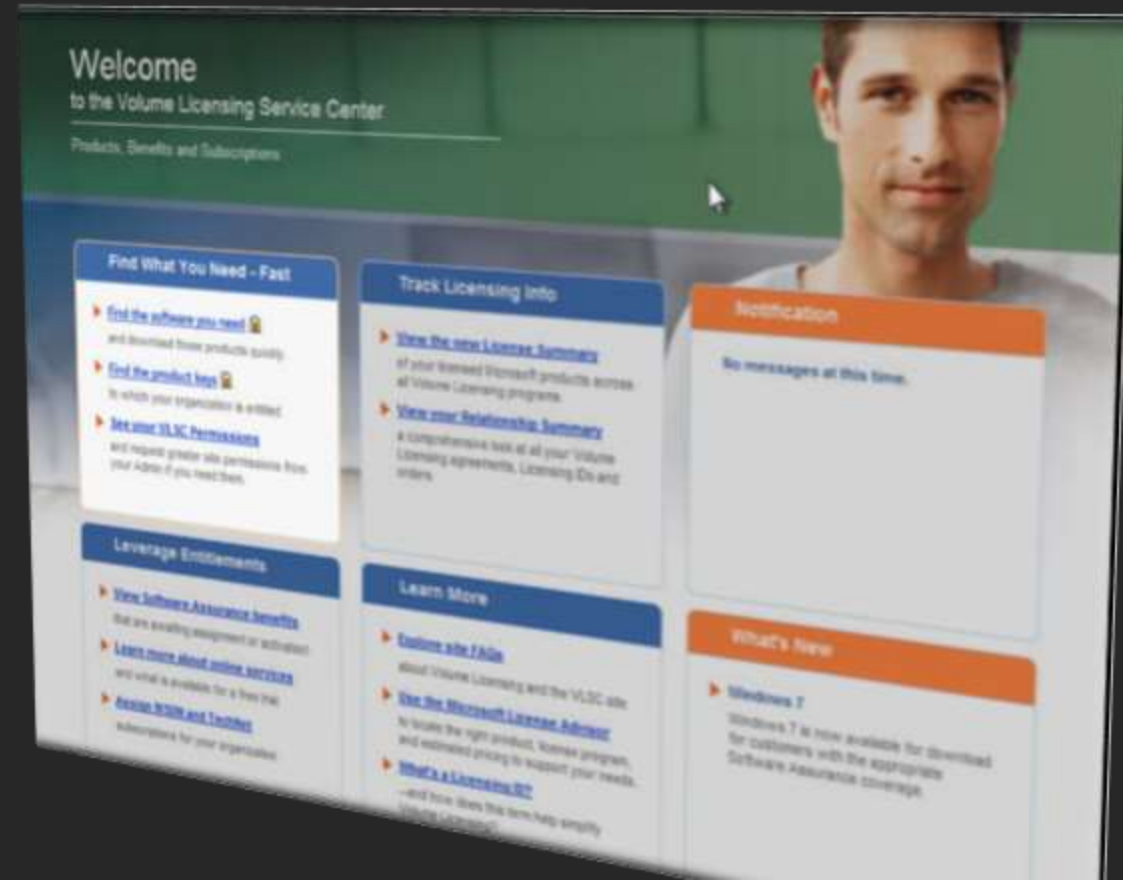 Welcome
to the Volume Licensing Service Center
Products, Benefits and Subscriptions
Find What You Need - Fast
Find the software you need
and download those products quickly.
Find the product keys
to which your organization is entitled.
See your VLSC Permissions
and request greater site permissions from
your Admin if you need them.
Track Licensing Info
View the new License Summary
of your licensed Microsoft products across
all Volume Licensing programs.
View your Relationship Summary
a comprehensive look at all your Volume
Licensing agreements, Licensing IDs and
orders.
Notification
No messages at this time.
Leverage Entitlements
View Software Assurance benefits
that are awaiting assignment or activation
Learn more about online services
and what is available for a free trial
Assign MSDN and TechNet
subscriptions for your organization
Learn More
Explore site FAQs
about Volume Licensing and the VLSC site
Use the Microsoft License Advisor
to locate the right product, license program,
and estimated pricing to support your needs.
What's a Licensing ID?
—and how does this item help simplify
Volume Licensing?
What's New
Windows 7
Windows 7 is now available for download
for customers with the appropriate
Software Assurance coverage.